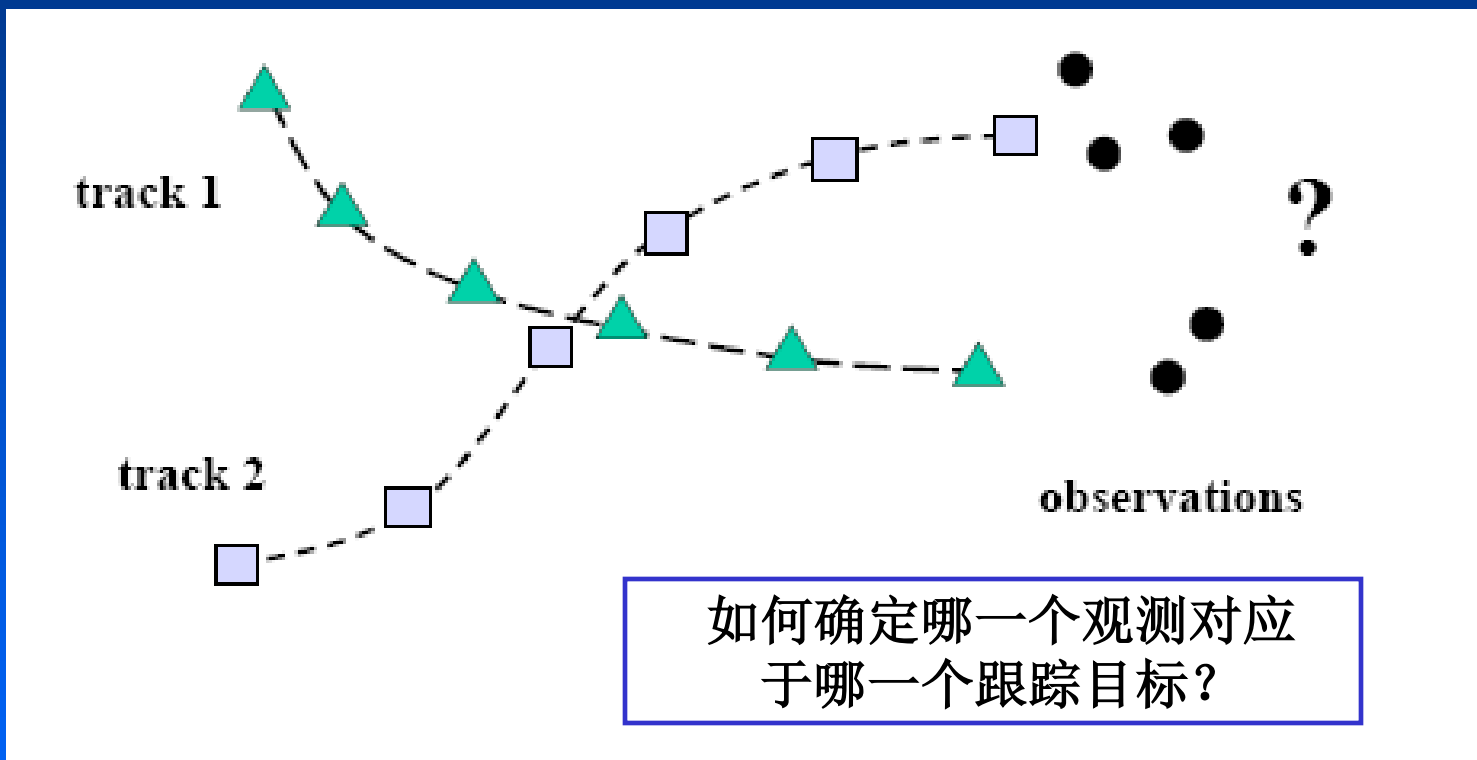 track 1
?
track 2
observations
如何确定哪一个观测对应
于哪一个跟踪目标？